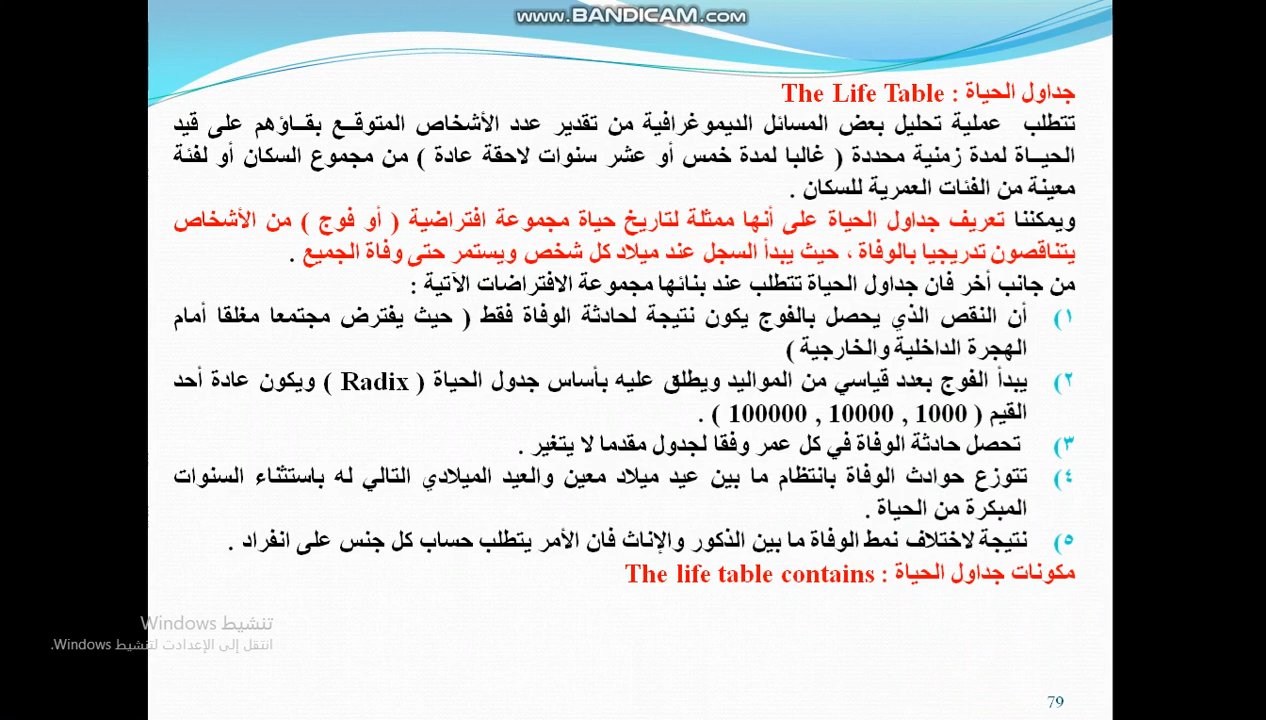 www.BANDICAM.com
جداول الحياة : The Life Table
تتطلب عملية تحليل بعض المسائل الديموغرافية من تقدير عدد الأشخاص المتوقع بقاؤهم على قيد
الحياة لمدة زمنية محددة ( غالبا لمدة خمس أو عشر سنوات لاحقة عادة ) من مجموع السكان أو لفئة
معينة من الفئات العمرية للسكان .
ويمكننا تعريف جداول الحياة على أنها ممثلة لتاريخ حياة مجموعة افتراضية ( أو فوج ) من الأشخاص
يتناقصون تدريجيا بالوفاة ، حيث يبدأ السجل عند ميلاد كل شخص ويستمر حتى وفاة الجميع .
من جانب أخر فان جداول الحياة تتطلب عند بنائها مجموعة الافتراضات الآتية :
١) أن النقص الذي يحصل بالفوج يكون نتيجة لحادثة الوفاة فقط ( حيث يفترض مجتمعا مغلقا أمام
الهجرة الداخلية والخارجية )
٢) يبدأ الفوج بعدد قياسي من المواليد ويطلق عليه بأساس جدول الحياة ( Radix ) ويكون عادة أحد
القيم ( 1000 , 10000 , 100000 ) .
٣) تحصل حادثة الوفاة في كل عمر وفقا لجدول مقدما لا يتغير .
٤) تتوزع حوادث الوفاة بانتظام ما بين عيد ميلاد معين والعيد الميلادي التالي له باستثناء السنوات
المبكرة من الحياة .
٥) نتيجة لاختلاف نمط الوفاة ما بين الذكور والإناث فان الأمر يتطلب حساب كل جنس على انفراد .
مكونات جداول الحياة : The life table contains
تنشيط Windows
انتقل إلى الإعدادت لتنشيط Windows.
79